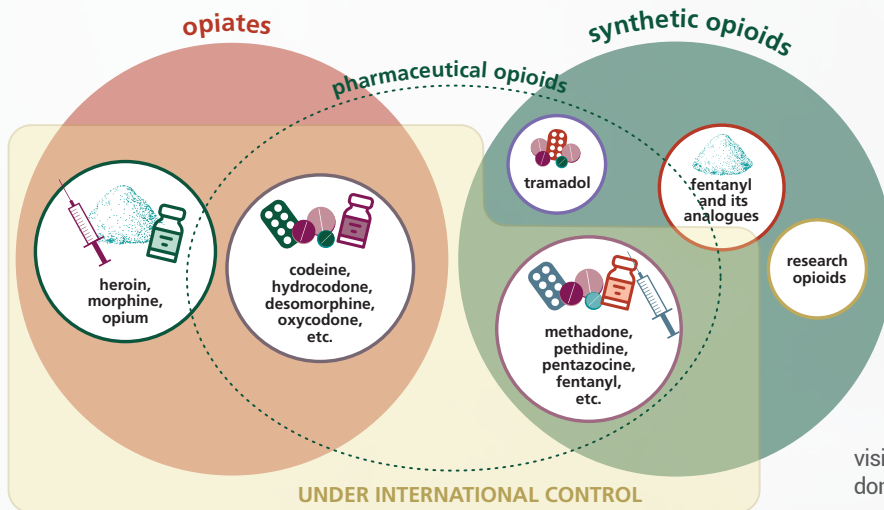 opiates
synthetic opioids
pharmaceutical opioids
tramadol
fentanyl
and its
analogues
research
opioids
heroin,
morphine,
opium
codeine,
hydrocodone,
desomorphine,
oxycodone,
etc.
methadone,
pethidine,
pentazocine,
fentanyl,
etc.
UNDER INTERNATIONAL CONTROL